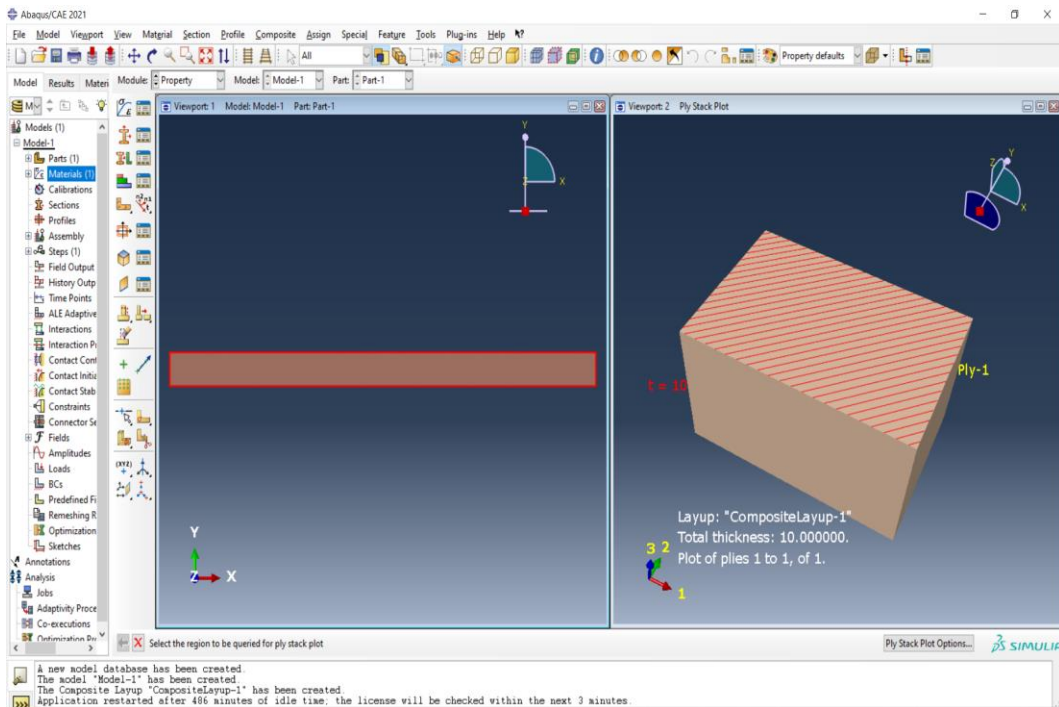 Abaqus/CAE 2021
File Model Viewport View Material Section Profile Composite Assign Special Feature Tools Plug-ins Help
All
Property defaults
Model Results Materi
Module: Property Model: Model-1 Part: Part-1
Models (1)
Model-1
Parts (1)
Materials (1)
Calibrations
Sections
Profiles
Assembly
Steps (1)
Field Output
History Outp
Time Points
ALE Adaptive
Interactions
Interaction Pr
Contact Cont
Contact Initia
Contact Stab
Constraints
Connector Se
Fields
Amplitudes
Loads
BCs
Predefined Fi
Remeshing R
Optimization
Sketches
Annotations
Analysis
Jobs
Adaptivity Proce
Co-executions
Optimization Pr
Viewport: 1 Model: Model-1 Part: Part-1
Y
X
Z
Y
X
Z
Viewport: 2 Ply Stack Plot
Y
Z
X
t = 10
Ply-1
Layup: "CompositeLayup-1"
Total thickness: 10.000000.
Plot of plies 1 to 1, of 1.
3 2
1
Select the region to be queried for ply stack plot
Ply Stack Plot Options...
SIMULIA
A new model database has been created.
The model "Model-1" has been created.
The Composite Layup "CompositeLayup-1" has been created.
Application restarted after 486 minutes of idle time; the license will be checked within the next 3 minutes.